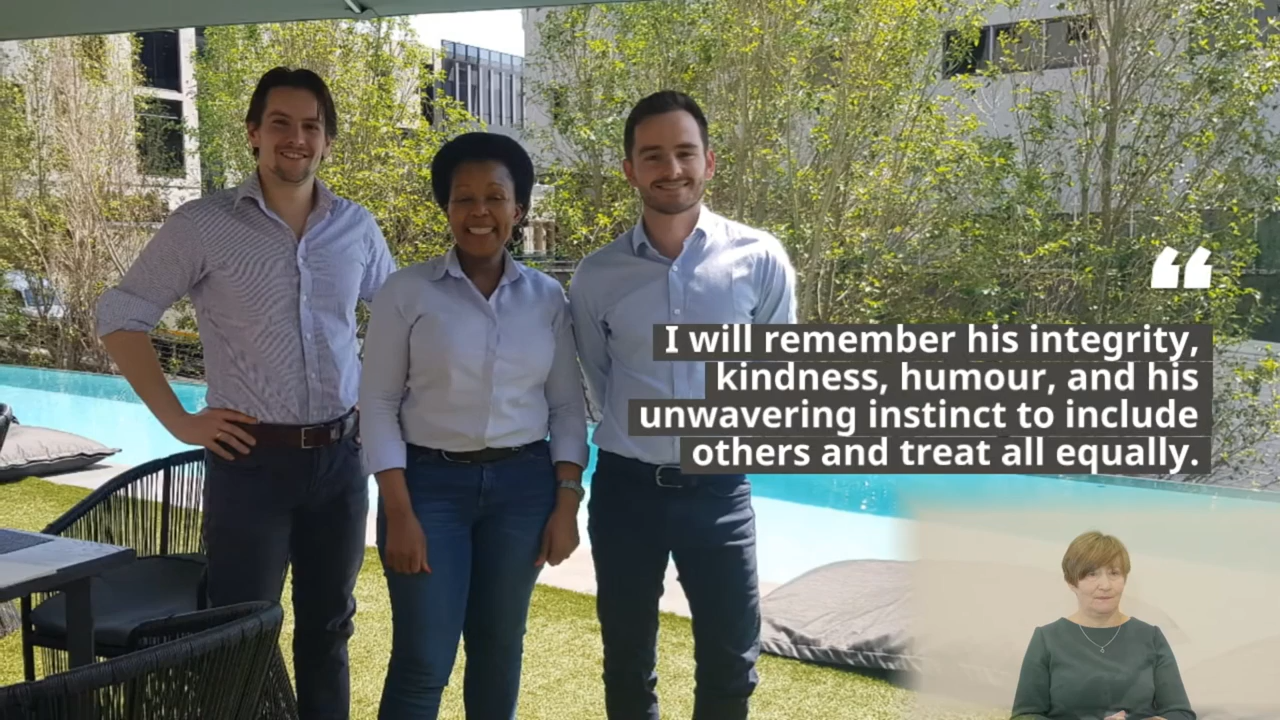 “
I will remember his integrity,
kindness, humour, and his
unwavering instinct to include
others and treat all equally.